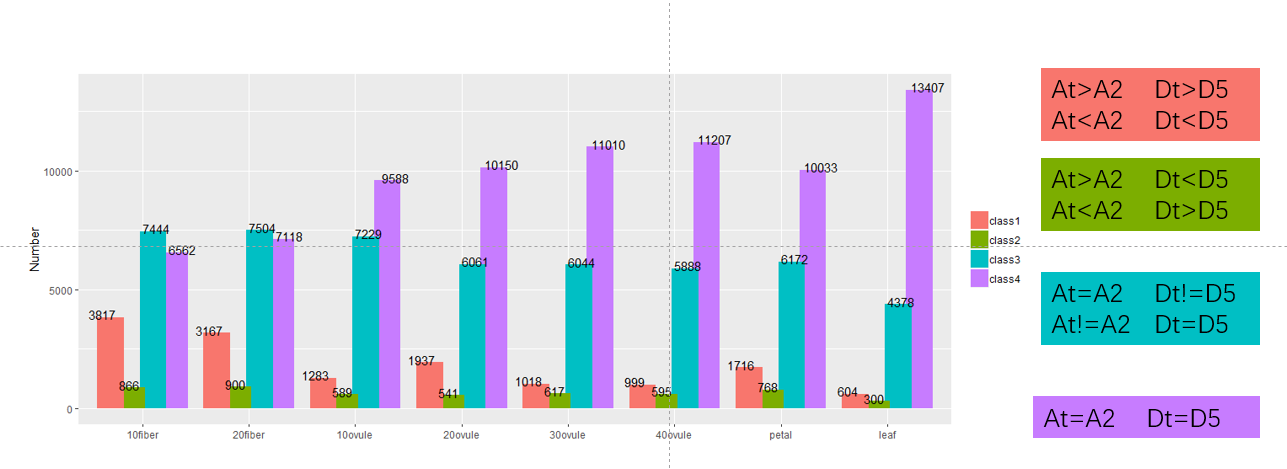 Number
10000
5000
0
3817
866
7444
6562
3167
900
7504
7118
1283
589
7229
9588
1937
541
6061
10150
1018
617
6044
11010
999
595
5888
11207
1716
768
6172
10033
604
300
4378
13407
10fiber
20fiber
10ovule
20ovule
30ovule
40ovule
petal
leaf
class1
class2
class3
class4
At>A2 Dt>D5
At<A2 Dt<D5
At>A2 Dt<D5
At<A2 Dt>D5
At=A2 Dt!=D5
At!=A2 Dt=D5
At=A2 Dt=D5